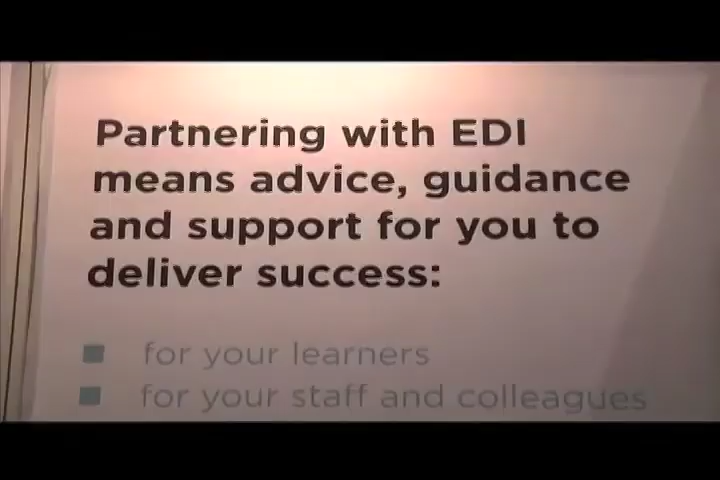 Partnering with EDI
means advice, guidance
and support for you to
deliver success:
for your learners
for your staff and colleagues